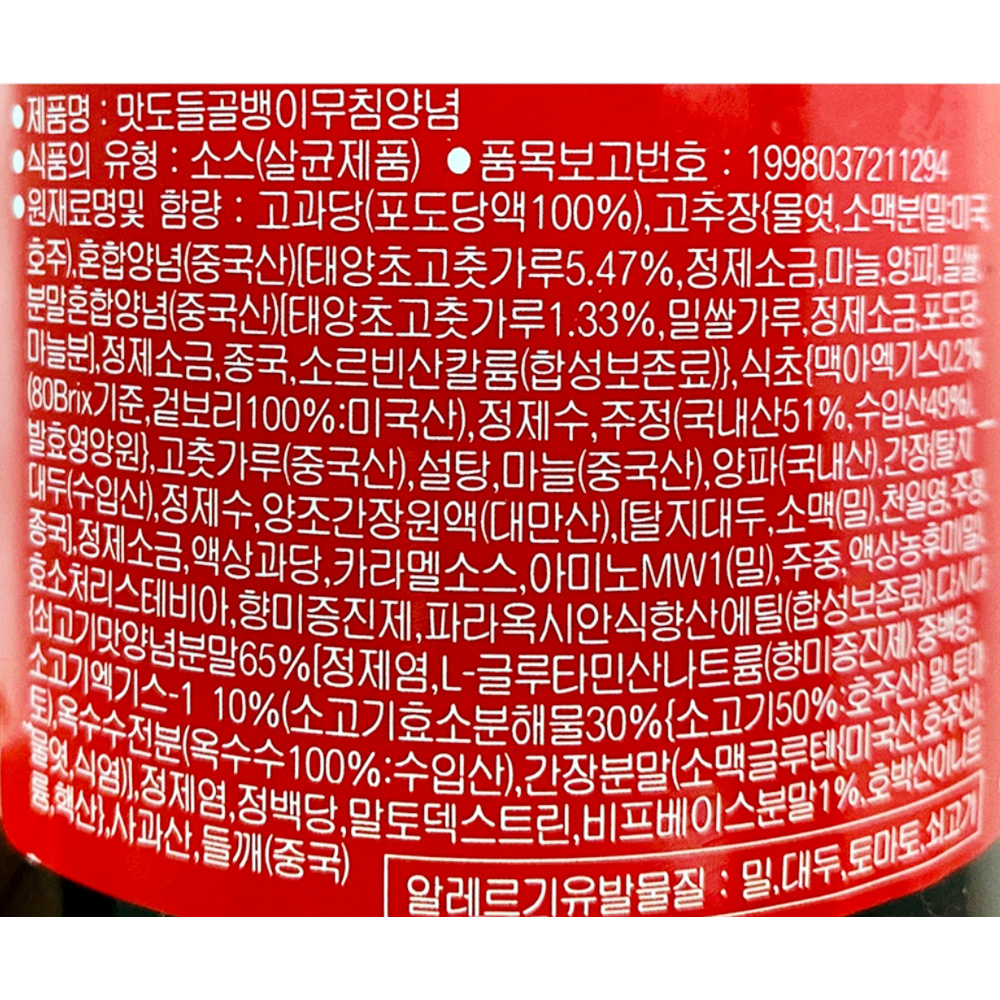 ●제품명 : 맛도들골뱅이무침양념
●식품의 유형 : 소스(살균제품) ●품목보고번호 : 1998037211294
●원재료명및 함량 : 고과당(포도당액100%),고추장{물엿,소맥분(밀:미국
호주),혼합양념(중국산)[태양초고춧가루5.47%,정제소금,마늘,양파],밀쌀
분말혼합양념(중국산)[태양초고춧가루1.33%,밀쌀가루,정제소금,포도당,
마늘분],정제소금,종국,소르빈산칼륨(합성보존료)},식초{맥아엑기스0.2%
(80Brix기준,겉보리100%:미국산),정제수,주정(국내산51%,수입산49%),
발효영양원},고춧가루(중국산),설탕,마늘(중국산),양파(국내산),간장{탈지
대두(수입산),정제수,양조간장원액(대만산),[탈지대두,소맥(밀),천일염,주정,
종국],정제소금,액상과당,카라멜소스,아미노MW1(밀),주중,액상농후미(밀),
효소처리스테비아,향미증진제,파라옥시안식향산에틸(합성보존료)},다시다
{쇠고기맛양념분말65%[정제염,L-글루타민산나트륨(향미증진제),중백당,
소고기엑기스-1 10%(소고기효소분해물30%{소고기50%:호주산),밀,토마
토),옥수수전분(옥수수100%:수입산),간장분말(소맥글루텐{미국산,호주산},
물엿,식염)],정제염,정백당,말토덱스트린,비프베이스분말1%,호박산이나트
륨,핵산},사과산,들깨(중국)
알레르기유발물질 : 밀,대두,토마토,쇠고기